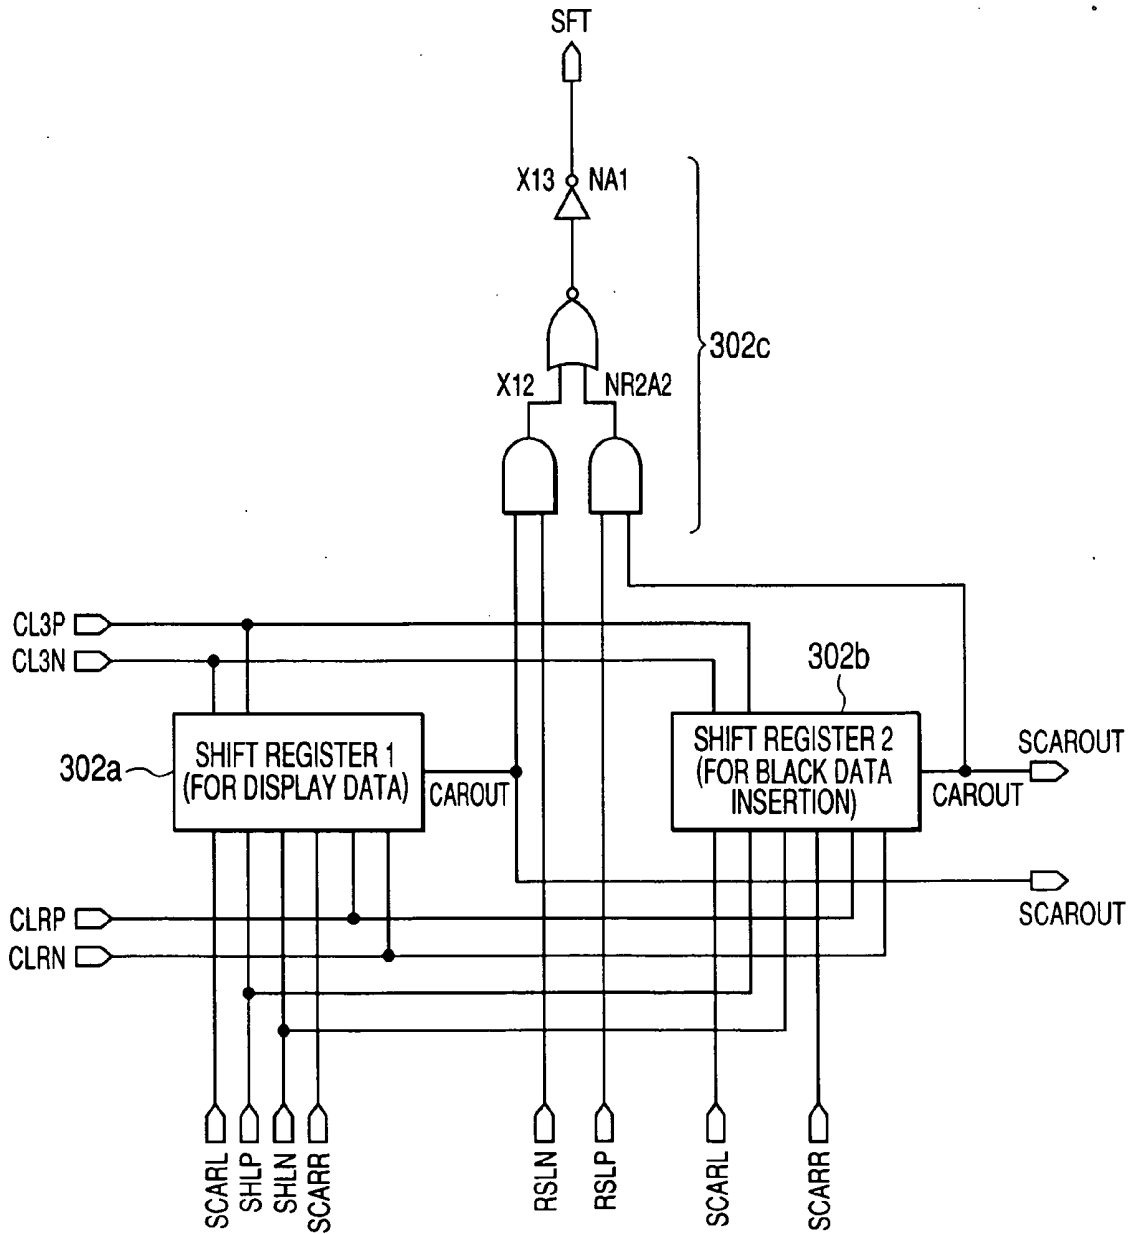 SFT
X13 NA1
302c
X12 NR2A2
CL3P
CL3N
302b
302a
SHIFT REGISTER 1
(FOR DISPLAY DATA)
CAROUT
SHIFT REGISTER 2
(FOR BLACK DATA
INSERTION)
CAROUT
SCAROUT
SCAROUT
CLRP
CLRN
SCARL
SHLP
SHLN
SCARR
RSLN
RSLP
SCARL
SCARR